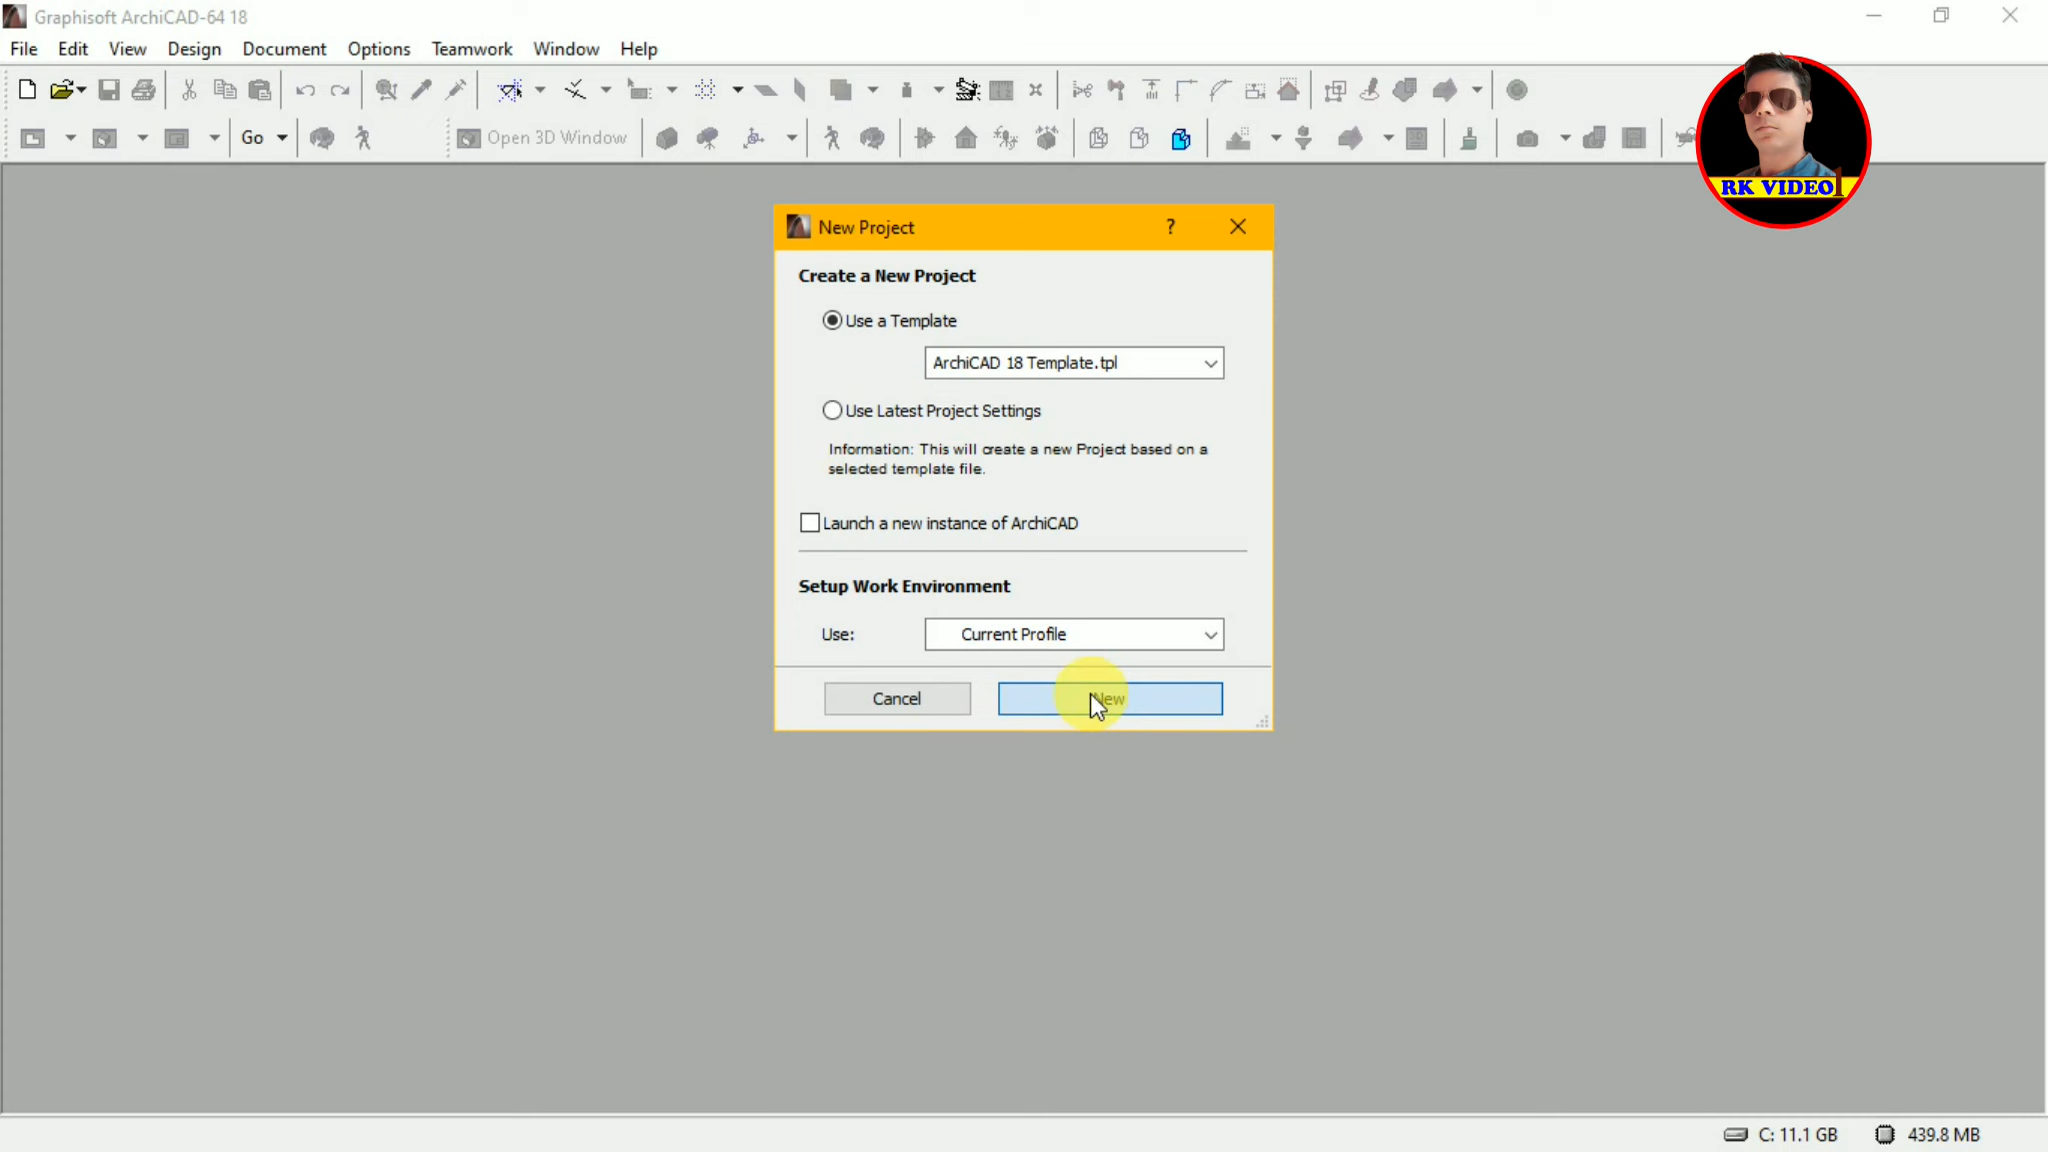 Graphisoft ArchiCAD-64 18
File Edit View Design Document Options Teamwork Window Help
Go Open 3D Window
RK VIDEO1
New Project ?
Create a New Project
Use a Template
ArchiCAD 18 Template.tpl
Use Latest Project Settings
Information: This will create a new Project based on a
selected template file.
Launch a new instance of ArchiCAD
Setup Work Environment
Use: Current Profile
Cancel New
C: 11.1 GB 439.8 MB